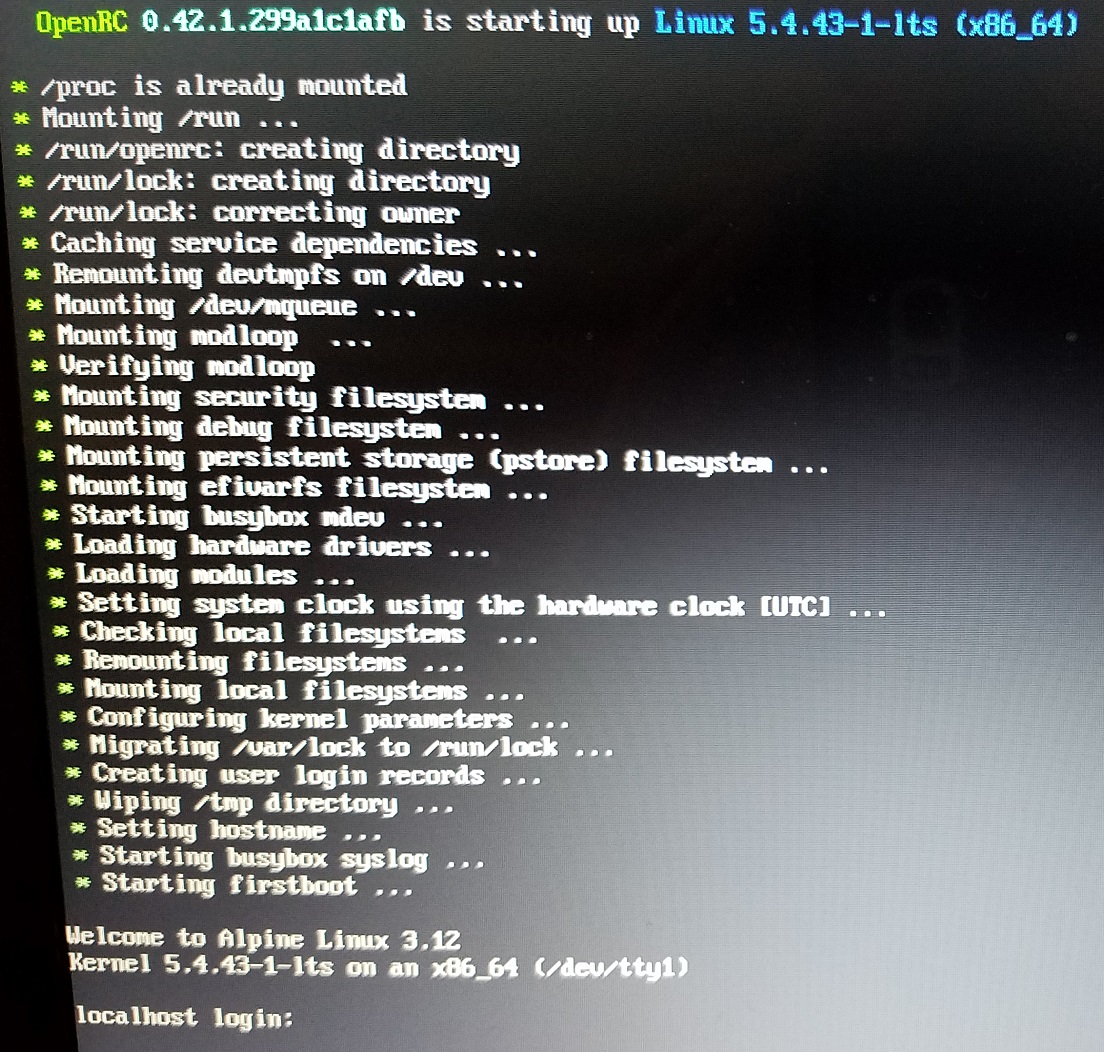 OpenRC 0.42.1.299a1c1afb is starting up Linux 5.4.43-1-lts (x86_64)
* /proc is already mounted
* Mounting /run ...
* /run/openrc: creating directory
* /run/lock: creating directory
* /run/lock: correcting owner
* Caching service dependencies ...
* Remounting devtmpfs on /dev ...
* Mounting /dev/mqueue ...
* Mounting modloop  ...
* Verifying modloop
* Mounting security filesystem ...
* Mounting debug filesystem ...
* Mounting persistent storage (pstore) filesystem ...
* Mounting efivarfs filesystem ...
* Starting busybox mdev ...
* Loading hardware drivers ...
* Loading modules ...
* Setting system clock using the hardware clock [UTC] ...
* Checking local filesystems  ...
* Remounting filesystems ...
* Mounting local filesystems ...
* Configuring kernel parameters ...
* Migrating /var/lock to /run/lock ...
* Creating user login records ...
* Wiping /tmp directory ...
* Setting hostname ...
* Starting busybox syslog ...
* Starting firstboot ...
Welcome to Alpine Linux 3.12
Kernel 5.4.43-1-lts on an x86_64 (/dev/tty1)
localhost login: